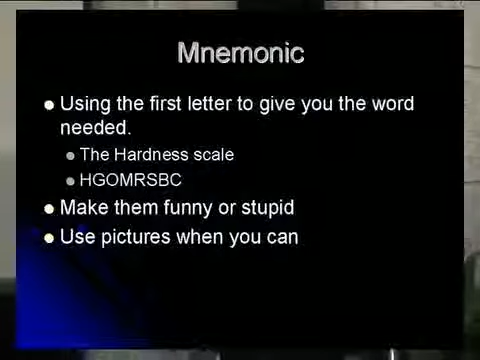 Mnemonic
Using the first letter to give you the word
needed.
The Hardness scale
HGOMRSBC
Make them funny or stupid
Use pictures when you can